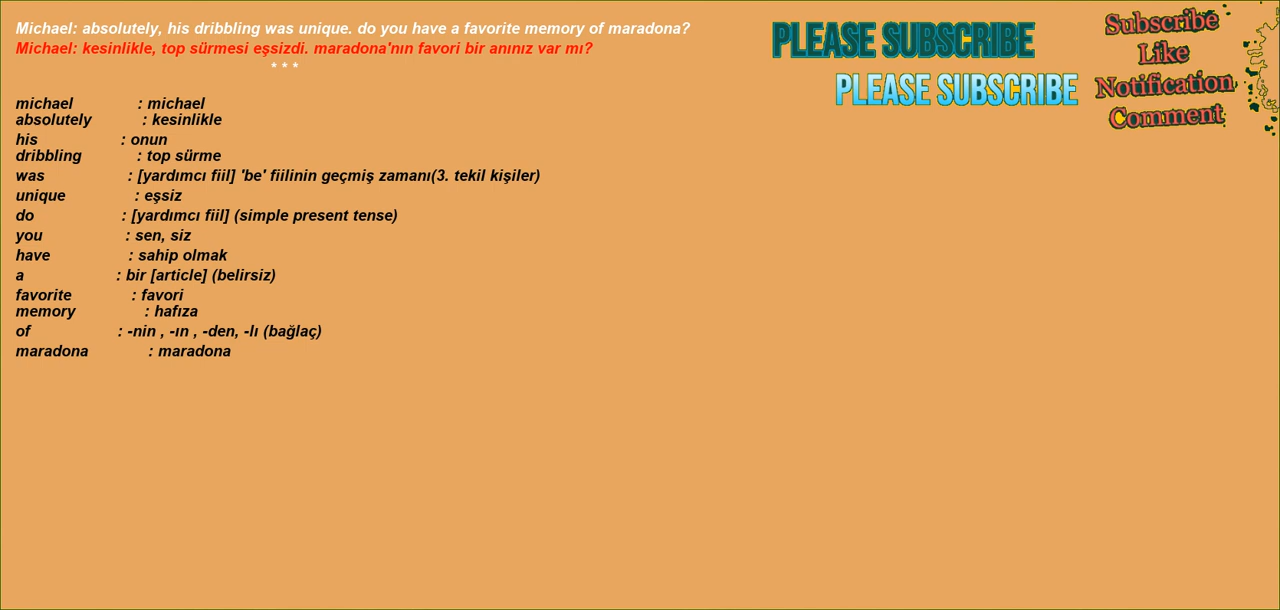 Michael: absolutely, his dribbling was unique. do you have a favorite memory of maradona?
Michael: kesinlikle, top sürmesi eşsizdi. maradona'nın favori bir anınız var mı?
* * *
michael : michael
absolutely : kesinlikle
his : onun
dribbling : top sürme
was : [yardımcı fiil] 'be' fiilinin geçmiş zamanı(3. tekil kişiler)
unique : eşsiz
do : [yardımcı fiil] (simple present tense)
you : sen, siz
have : sahip olmak
a : bir [article] (belirsiz)
favorite : favori
memory : hafıza
of : -nin , -ın , -den, -lı (bağlaç)
maradona : maradona
PLEASE SUBSCRIBE
PLEASE SUBSCRIBE
Subscribe
Like
Notification
Comment